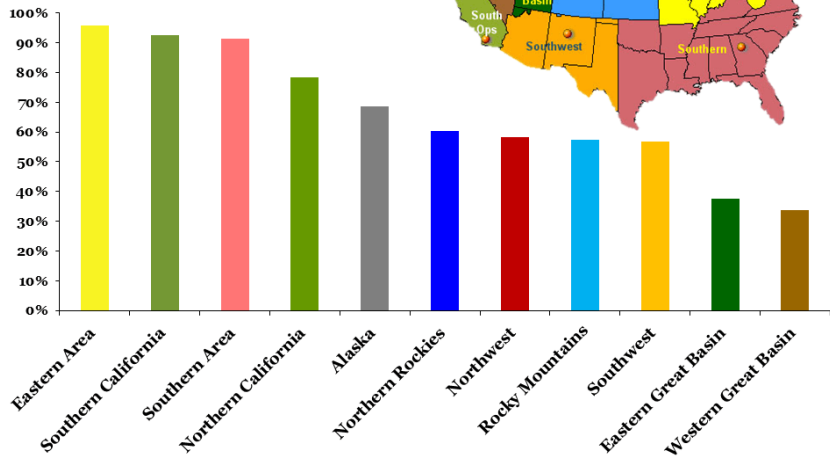 Basin
South
Ops
Southwest
Southern
100%
90%
80%
70%
60%
50%
40%
30%
20%
10%
0%
Eastern Area
Southern California
Southern Area
Northern California
Alaska
Northern Rockies
Northwest
Rocky Mountains
Southwest
Eastern Great Basin
Western Great Basin